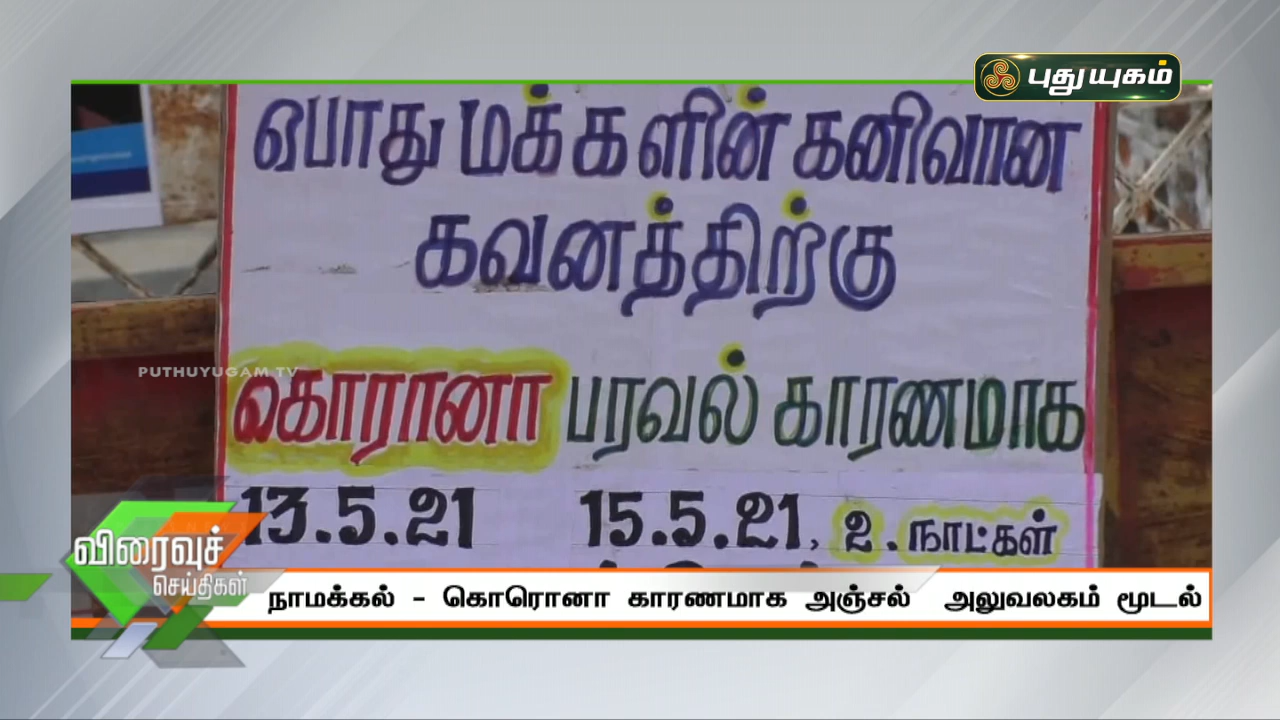 புதுயுகம்
பொது மக்களின் கனிவான
கவனத்திற்கு
PUTHUYUGAM TV
கொரானா பரவல் காரணமாக
13.5.21 15.5.21, 2 . நாட்கள்
விரைவுச்
செய்திகள்
நாமக்கல் - கொரொனா காரணமாக அஞ்சல் அலுவலகம் மூடல்